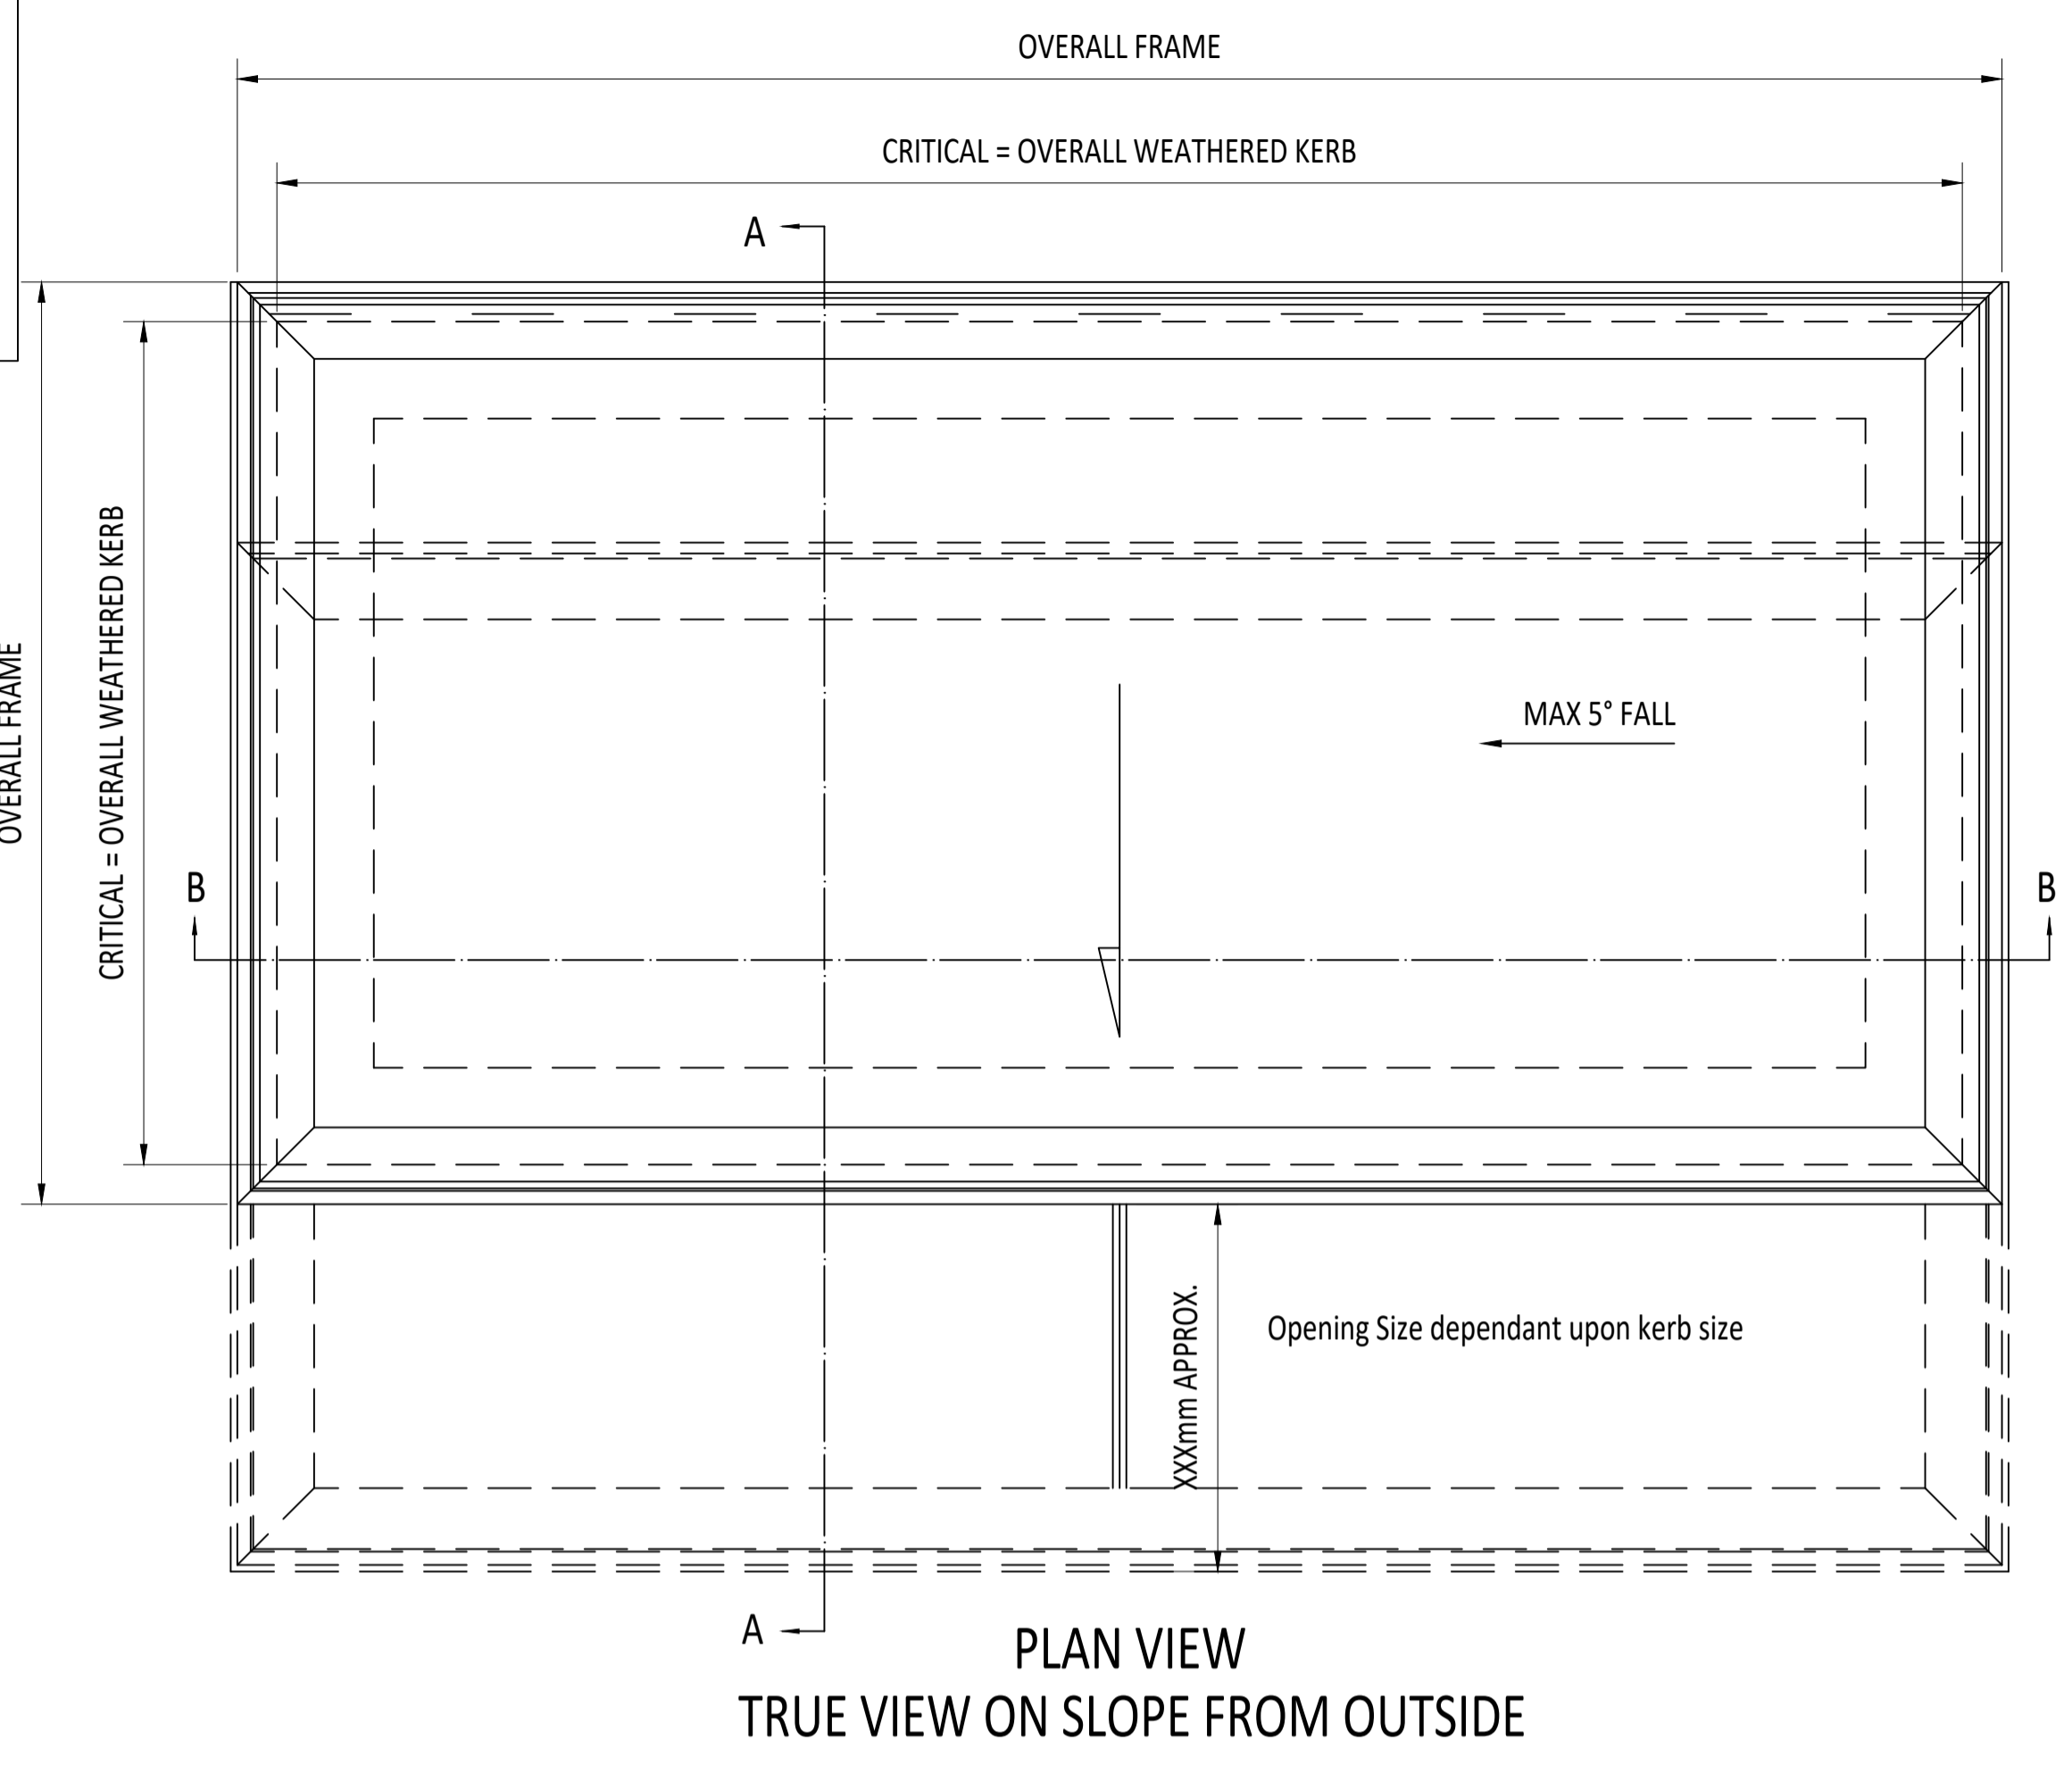 OVERALL FRAME
CRITICAL = OVERALL WEATHERED KERB
A
OVERALL FRAME
CRITICAL = OVERALL WEATHERED KERB
MAX 5° FALL
B
B
XXXmm APPROX.
Opening Size dependant upon kerb size
A
PLAN VIEW
TRUE VIEW ON SLOPE FROM OUTSIDE